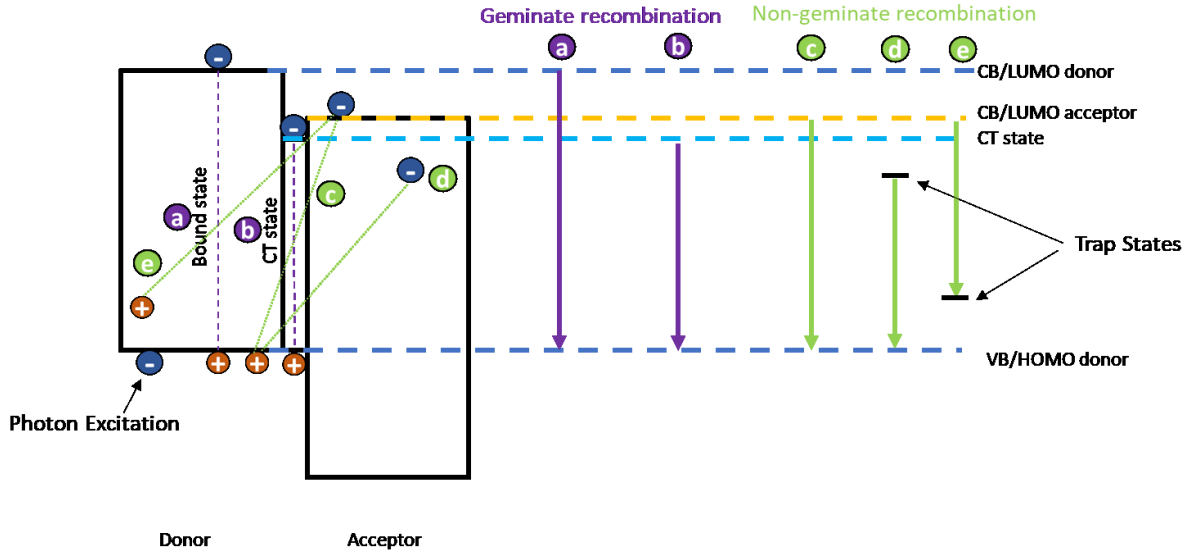 Geminate recombination
Non-geminate recombination
a
b
c
d
e
CB/LUMO donor
CB/LUMO acceptor
CT state
-
-
-
-
a
b
c
d
e
Bound state
CT state
Trap States
+
-
+
+
+
VB/HOMO donor
Photon Excitation
Donor
Acceptor